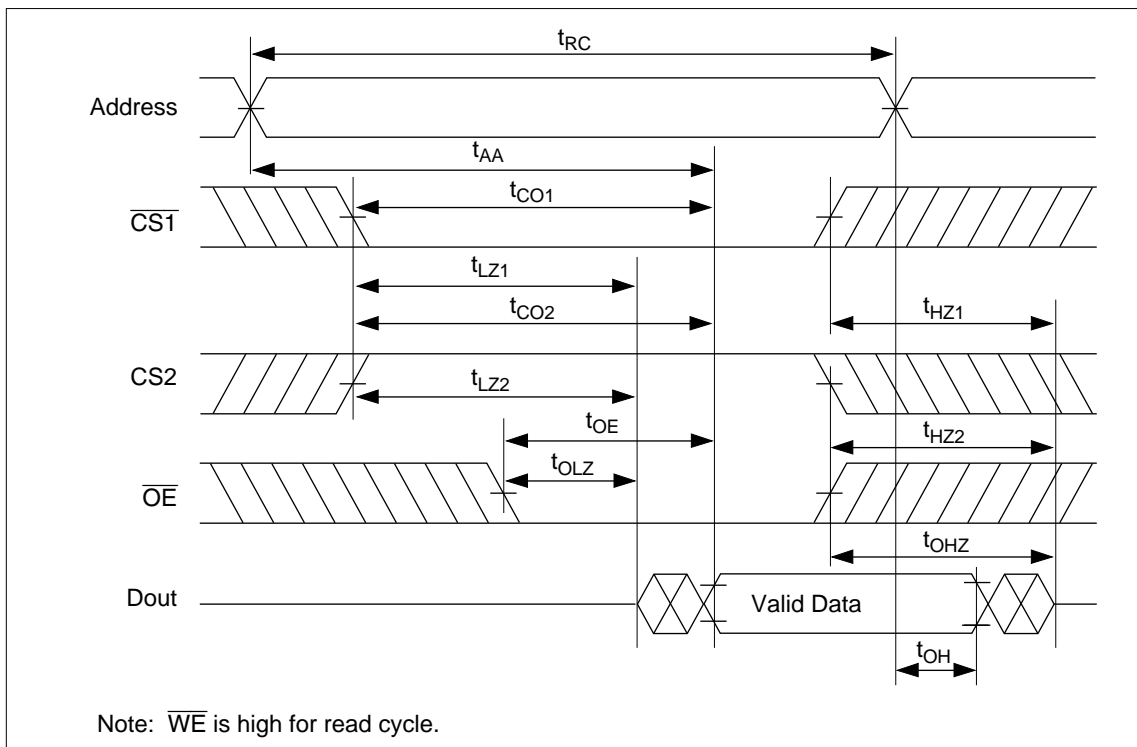 tRC
Address
tAA
tCO1
CS1
tLZ1
tCO2
tHZ1
CS2
tLZ2
tOE
tHZ2
tOLZ
OE
tOHZ
Dout
Valid Data
tOH
Note: WE is high for read cycle.